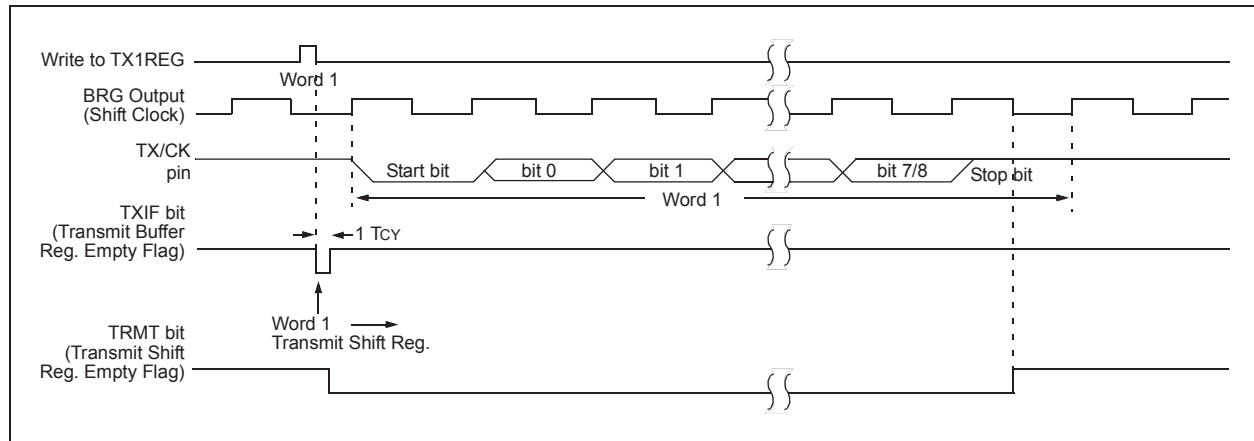 Write to TX1REG
Word 1
BRG Output
(Shift Clock)
TX/CK
pin
Start bit
bit 0
bit 1
bit 7/8
Stop bit
Word 1
TXIF bit
(Transmit Buffer
Reg. Empty Flag)
1 TCY
Word 1
Transmit Shift Reg.
TRMT bit
(Transmit Shift
Reg. Empty Flag)